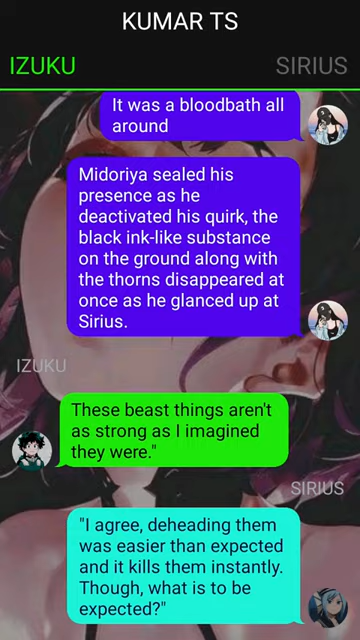 KUMAR TS
IZUKU
SIRIUS
It was a bloodbath all
around
Midoriya sealed his
presence as he
deactivated his quirk, the
black ink-like substance
on the ground along with
the thorns disappeared at
once as he glanced up at
Sirius.
IZUKU
These beast things aren't
as strong as I imagined
they were."
SIRIUS
"I agree, deheading them
was easier than expected
and it kills them instantly.
Though, what is to be
expected?"